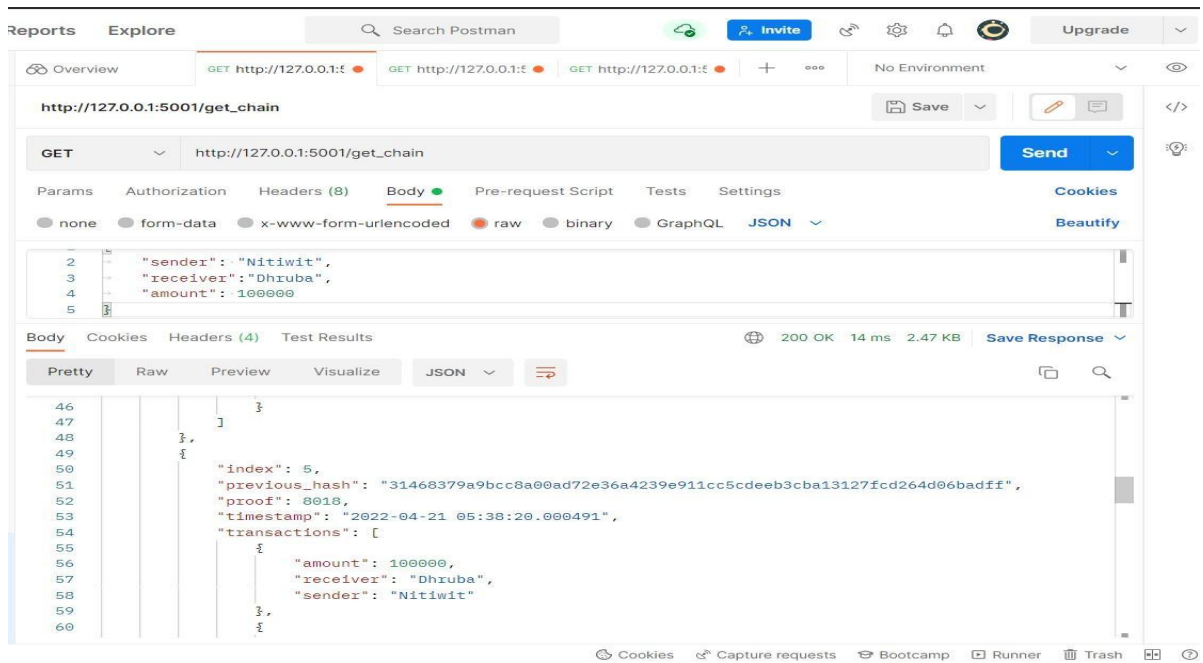 Reports Explore Search Postman Invite Upgrade
Overview GET http://127.0.0.1:5 GET http://127.0.0.1:5 GET http://127.0.0.1:5 + ooo No Environment
http://127.0.0.1:5001/get_chain Save </>
GET http://127.0.0.1:5001/get_chain Send
Params Authorization Headers (8) Body Pre-request Script Tests Settings Cookies
none form-data x-www-form-urlencoded raw binary GraphQL JSON Beautify
2 "sender": "Nitiwit",
3 "receiver":"Dhruba",
4 "amount": 100000
5 }
Body Cookies Headers (4) Test Results 200 OK 14 ms 2.47 KB Save Response
Pretty Raw Preview Visualize JSON
46 }
47 ]
48 },
49 {
50 "index": 5,
51 "previous_hash": "31468379a9bcc8a00ad72e36a4239e911cc5cdeeb3cba13127fcd264d06badff",
52 "proof": 8018,
53 "timestamp": "2022-04-21 05:38:20.000491",
54 "transactions": [
55 {
56 "amount": 100000,
57 "receiver": "Dhruba",
58 "sender": "Nitiwit"
59 },
60 {
Cookies Capture requests Bootcamp Runner Trash